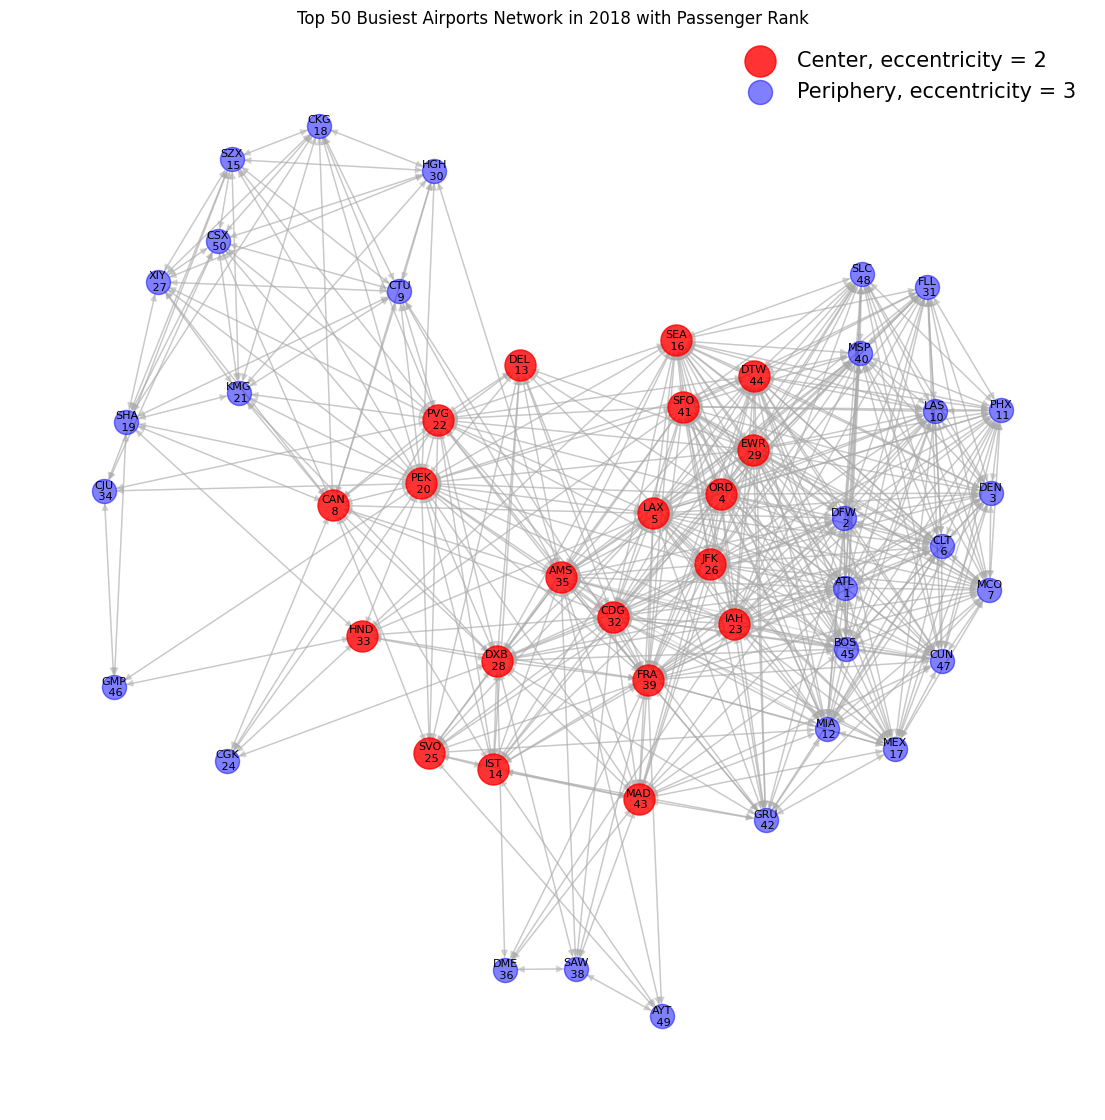 Top 50 Busiest Airports Network in 2018 with Passenger Rank
Center, eccentricity = 2
Periphery, eccentricity = 3
CKG
18
SZX
15
HGH
30
CSX
50
XIY
27
CTU
9
SLC
48
FLL
31
SEA
16
MSP
40
DEL
13
DTW
44
KMG
21
SFO
41
LAS
10
PHX
11
SHA
19
PVG
22
EWR
29
CJU
34
PEK
20
ORD
4
DEN
3
CAN
8
LAX
5
DFW
2
CLT
6
JFK
26
AMS
35
ATL
1
MCO
7
CDG
32
IAH
23
HND
33
BOS
45
DXB
28
CUN
47
FRA
39
GMP
46
MIA
12
MEX
17
SVO
25
CGK
24
IST
14
MAD
43
GRU
42
DME
36
SAW
38
AYT
49